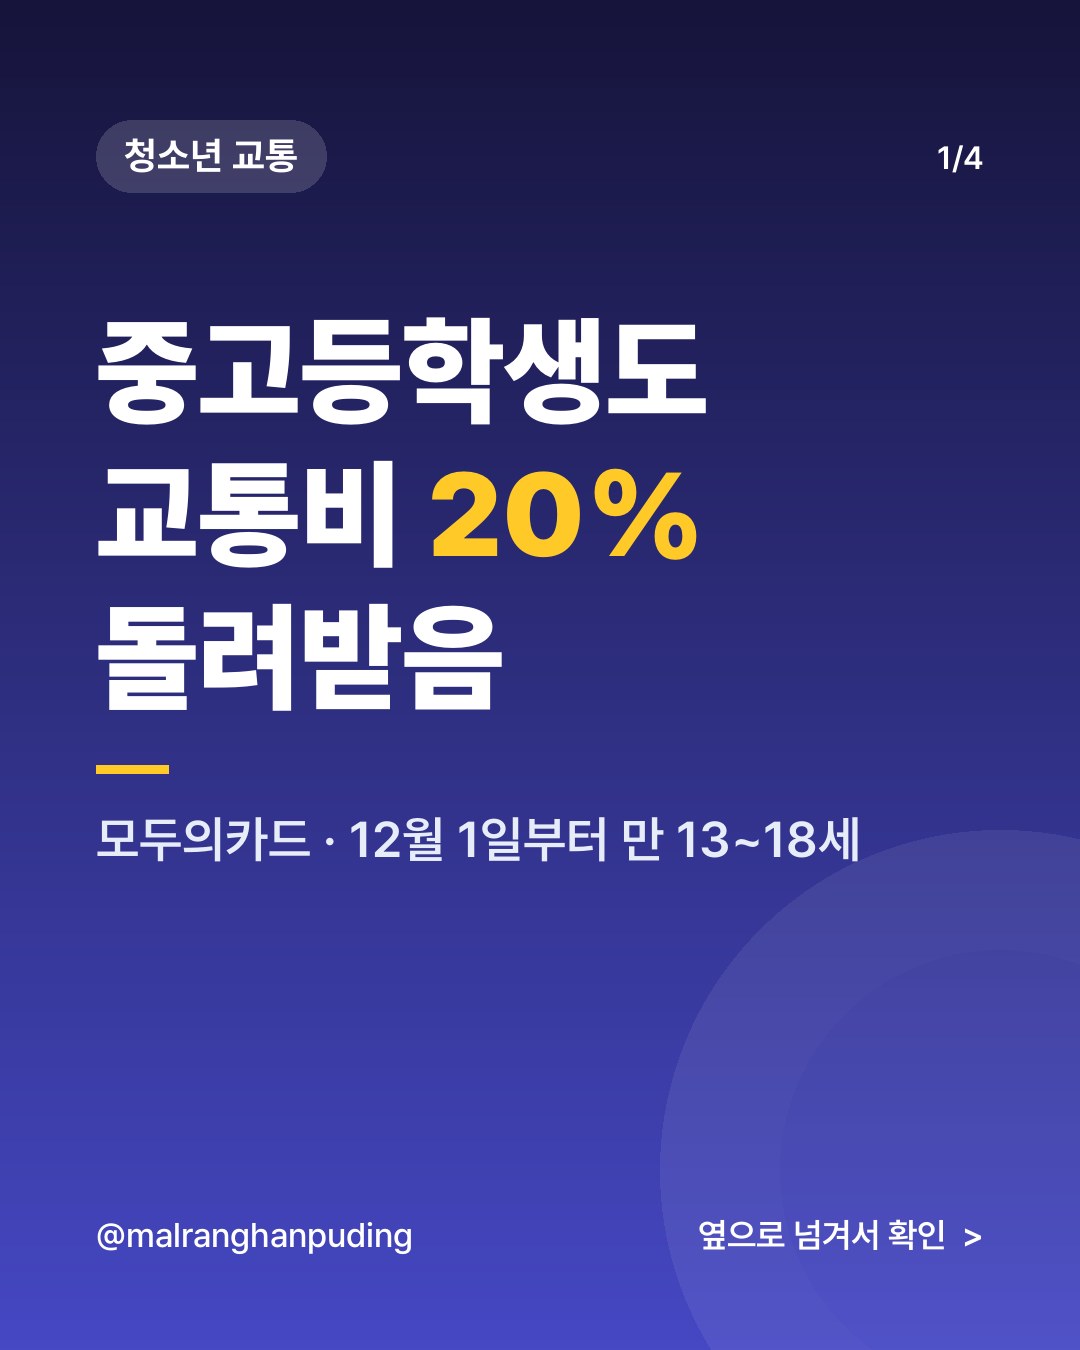 청소년 교통
1/4
중고등학생도
교통비 20%
돌려받음
모두의카드 · 12월 1일부터 만 13~18세
@malranghanpuding
옆으로 넘겨서 확인 >